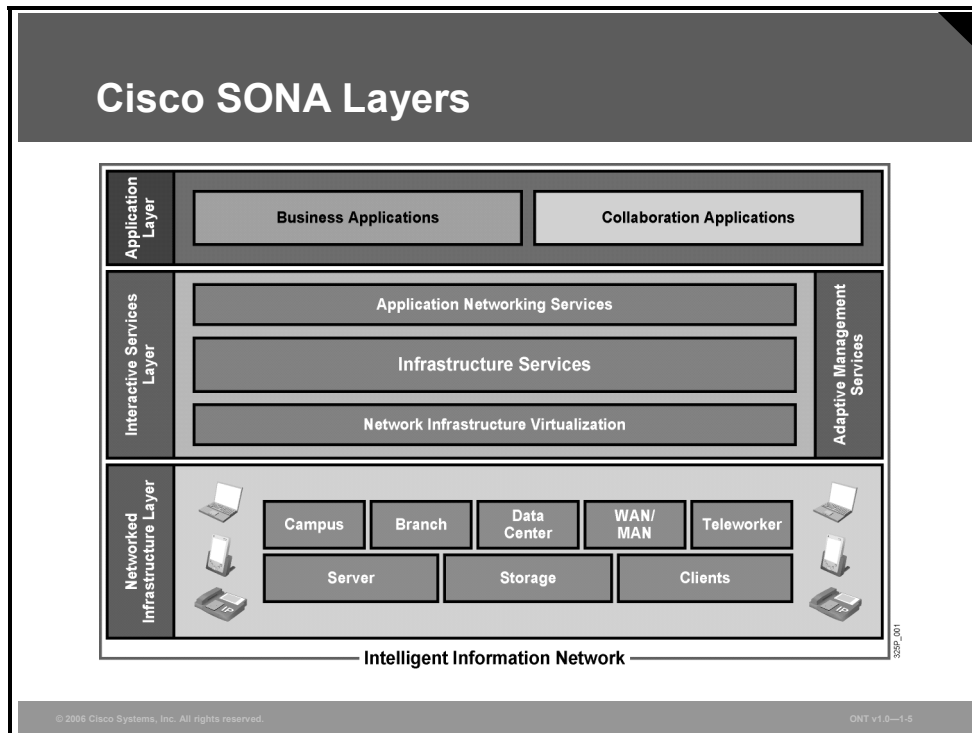 Cisco SONA Layers
Application
Layer
Business Applications
Collaboration Applications
Interactive Services
Layer
Application Networking Services
Infrastructure Services
Network Infrastructure Virtualization
Adaptive Management
Services
Networked
Infrastructure Layer
Campus
Branch
Data
Center
WAN/
MAN
Teleworker
Server
Storage
Clients
IP
IP
325P_001
Intelligent Information Network
© 2006 Cisco Systems, Inc. All rights reserved.
ONT v1.0—1-5